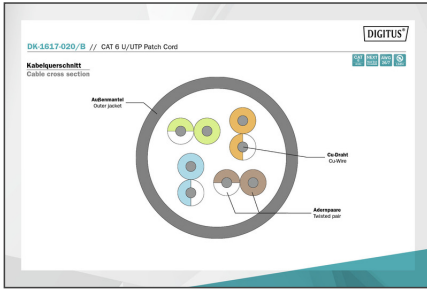 DIGITUS®
DK-1617-020/B // CAT 6 U/UTP Patch Cord
Kabelquerschnitt
Cable cross section
Außenmantel
Outer jacket
Cu-Draht
Cu-Wire
Aderpaare
Twisted pair